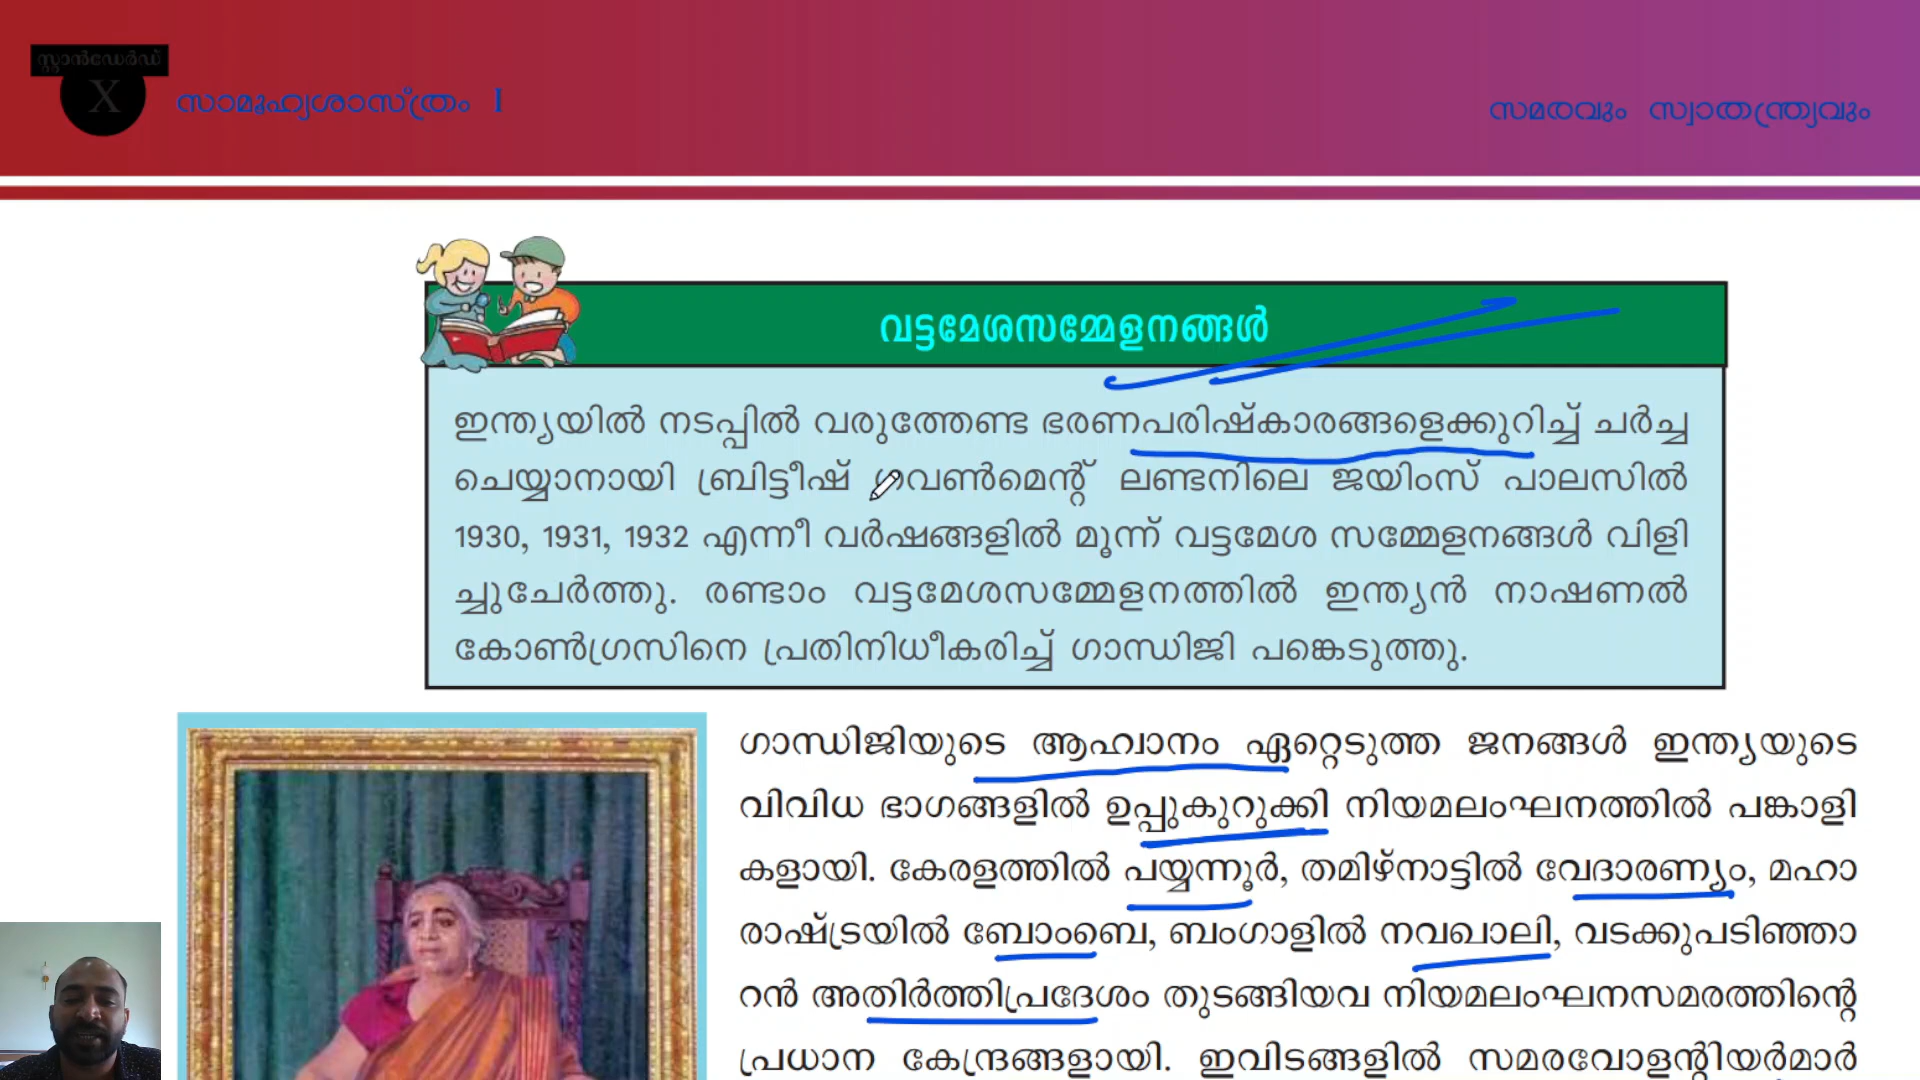 സ്റ്റാൻഡേർഡ്
X
സാമൂഹ്യശാസ്ത്രം I
സമരവും സ്വാതന്ത്ര്യവും
വട്ടമേശസമ്മേളനങ്ങൾ
ഇന്ത്യയിൽ നടപ്പിൽ വരുത്തേണ്ട ഭരണപരിഷ്കാരങ്ങളെക്കുറിച്ച് ചർച്ച
ചെയ്യാനായി ബ്രിട്ടീഷ് ഗവൺമെന്റ് ലണ്ടനിലെ ജയിംസ് പാലസിൽ
1930, 1931, 1932 എന്നീ വർഷങ്ങളിൽ മൂന്ന് വട്ടമേശ സമ്മേളനങ്ങൾ വിളി
ച്ചുചേർത്തു. രണ്ടാം വട്ടമേശസമ്മേളനത്തിൽ ഇന്ത്യൻ നാഷണൽ
കോൺഗ്രസിനെ പ്രതിനിധീകരിച്ച് ഗാന്ധിജി പങ്കെടുത്തു.
ഗാന്ധിജിയുടെ ആഹ്വാനം ഏറ്റെടുത്ത ജനങ്ങൾ ഇന്ത്യയുടെ
വിവിധ ഭാഗങ്ങളിൽ ഉപ്പുകുറുക്കി നിയമലംഘനത്തിൽ പങ്കാളി
കളായി. കേരളത്തിൽ പയ്യന്നൂർ, തമിഴ്നാട്ടിൽ വേദാരണ്യം, മഹാ
രാഷ്ട്രയിൽ ബോംബെ, ബംഗാളിൽ നവഖാലി, വടക്കുപടിഞ്ഞാ
റൻ അതിർത്തിപ്രദേശം തുടങ്ങിയവ നിയമലംഘനസമരത്തിന്റെ
പ്രധാന കേന്ദ്രങ്ങളായി. ഇവിടങ്ങളിൽ സമരവോളന്റിയർമാർ